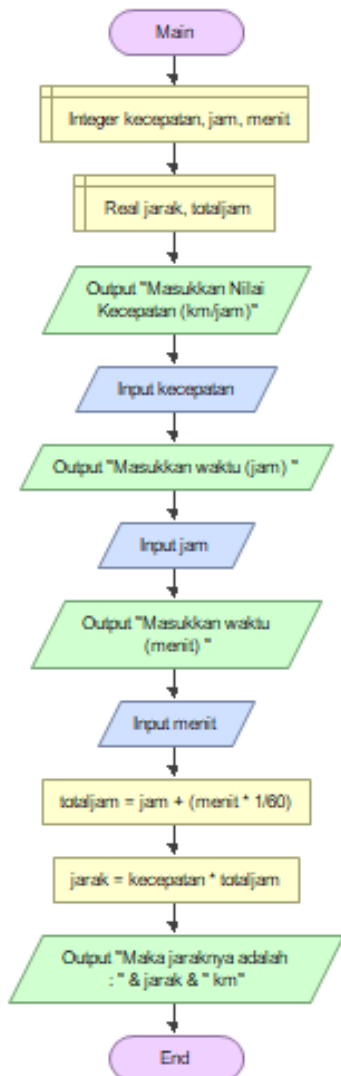 Main
Integer kecepatan, jam, menit
Real jarak, totaljam
Output "Masukkan Nilai
Kecepatan (km/jam)"
Input kecepatan
Output "Masukkan waktu (jam) "
Input jam
Output "Masukkan waktu
(menit) "
Input menit
totaljam = jam + (menit * 1/60)
jarak = kecepatan * totaljam
Output "Maka jaraknya adalah
: " & jarak & " km"
End